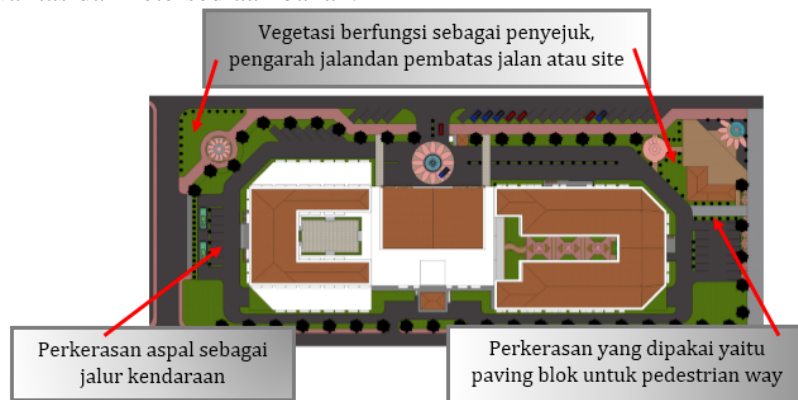 Vegetasi berfungsi sebagai penyejuk,
pengarah jalandan pembatas jalan atau site
Perkerasan aspal sebagai
jalur kendaraan
Perkerasan yang dipakai yaitu
paving blok untuk pedestrian way